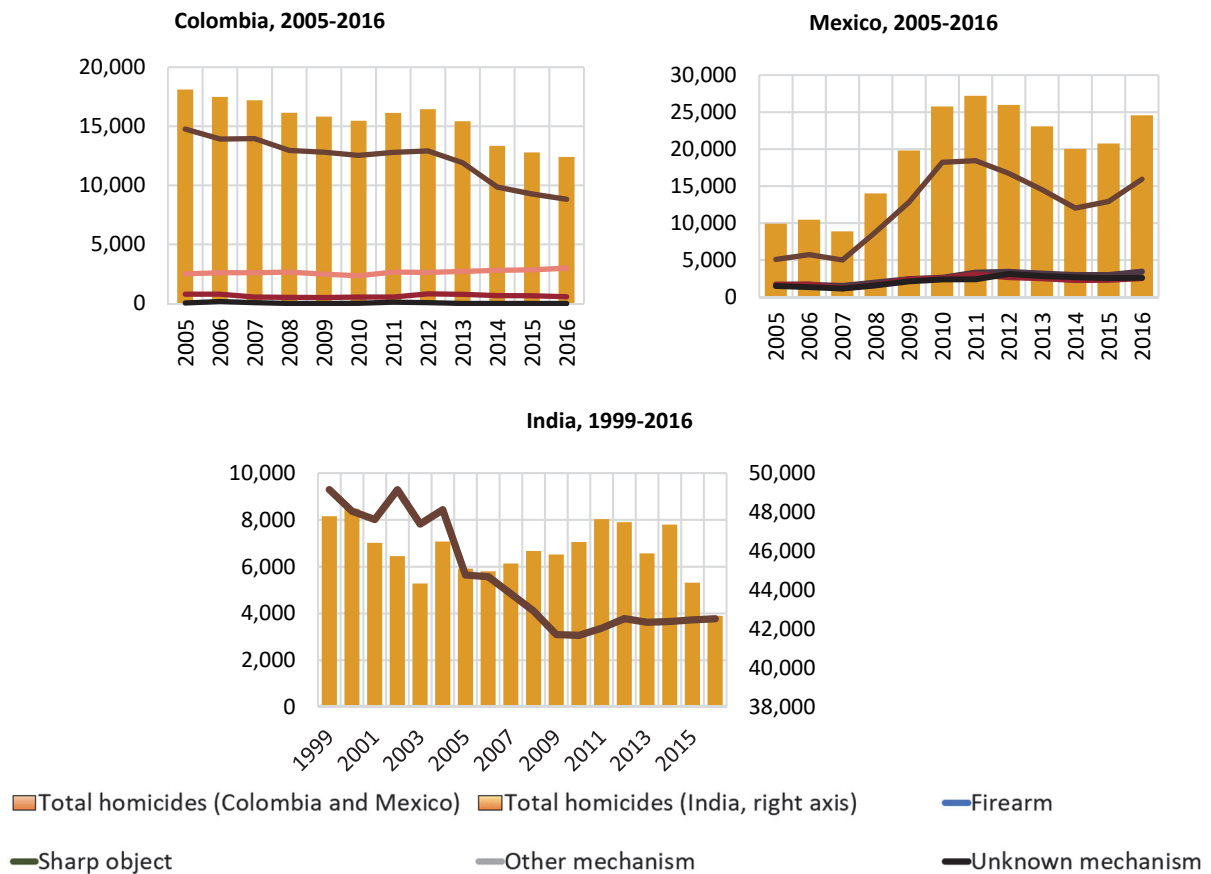 Colombia, 2005-2016
20,000
15,000
10,000
5,000
0
2005 2006 2007 2008 2009 2010 2011 2012 2013 2014 2015 2016
Mexico, 2005-2016
30,000
25,000
20,000
15,000
10,000
5,000
0
2005 2006 2007 2008 2009 2010 2011 2012 2013 2014 2015 2016
India, 1999-2016
10,000 50,000
8,000 48,000
6,000 46,000
4,000 44,000
2,000 42,000
0 40,000
38,000
1999 2001 2003 2005 2007 2009 2011 2013 2015
Total homicides (Colombia and Mexico) Total homicides (India, right axis) Firearm
Sharp object Other mechanism Unknown mechanism